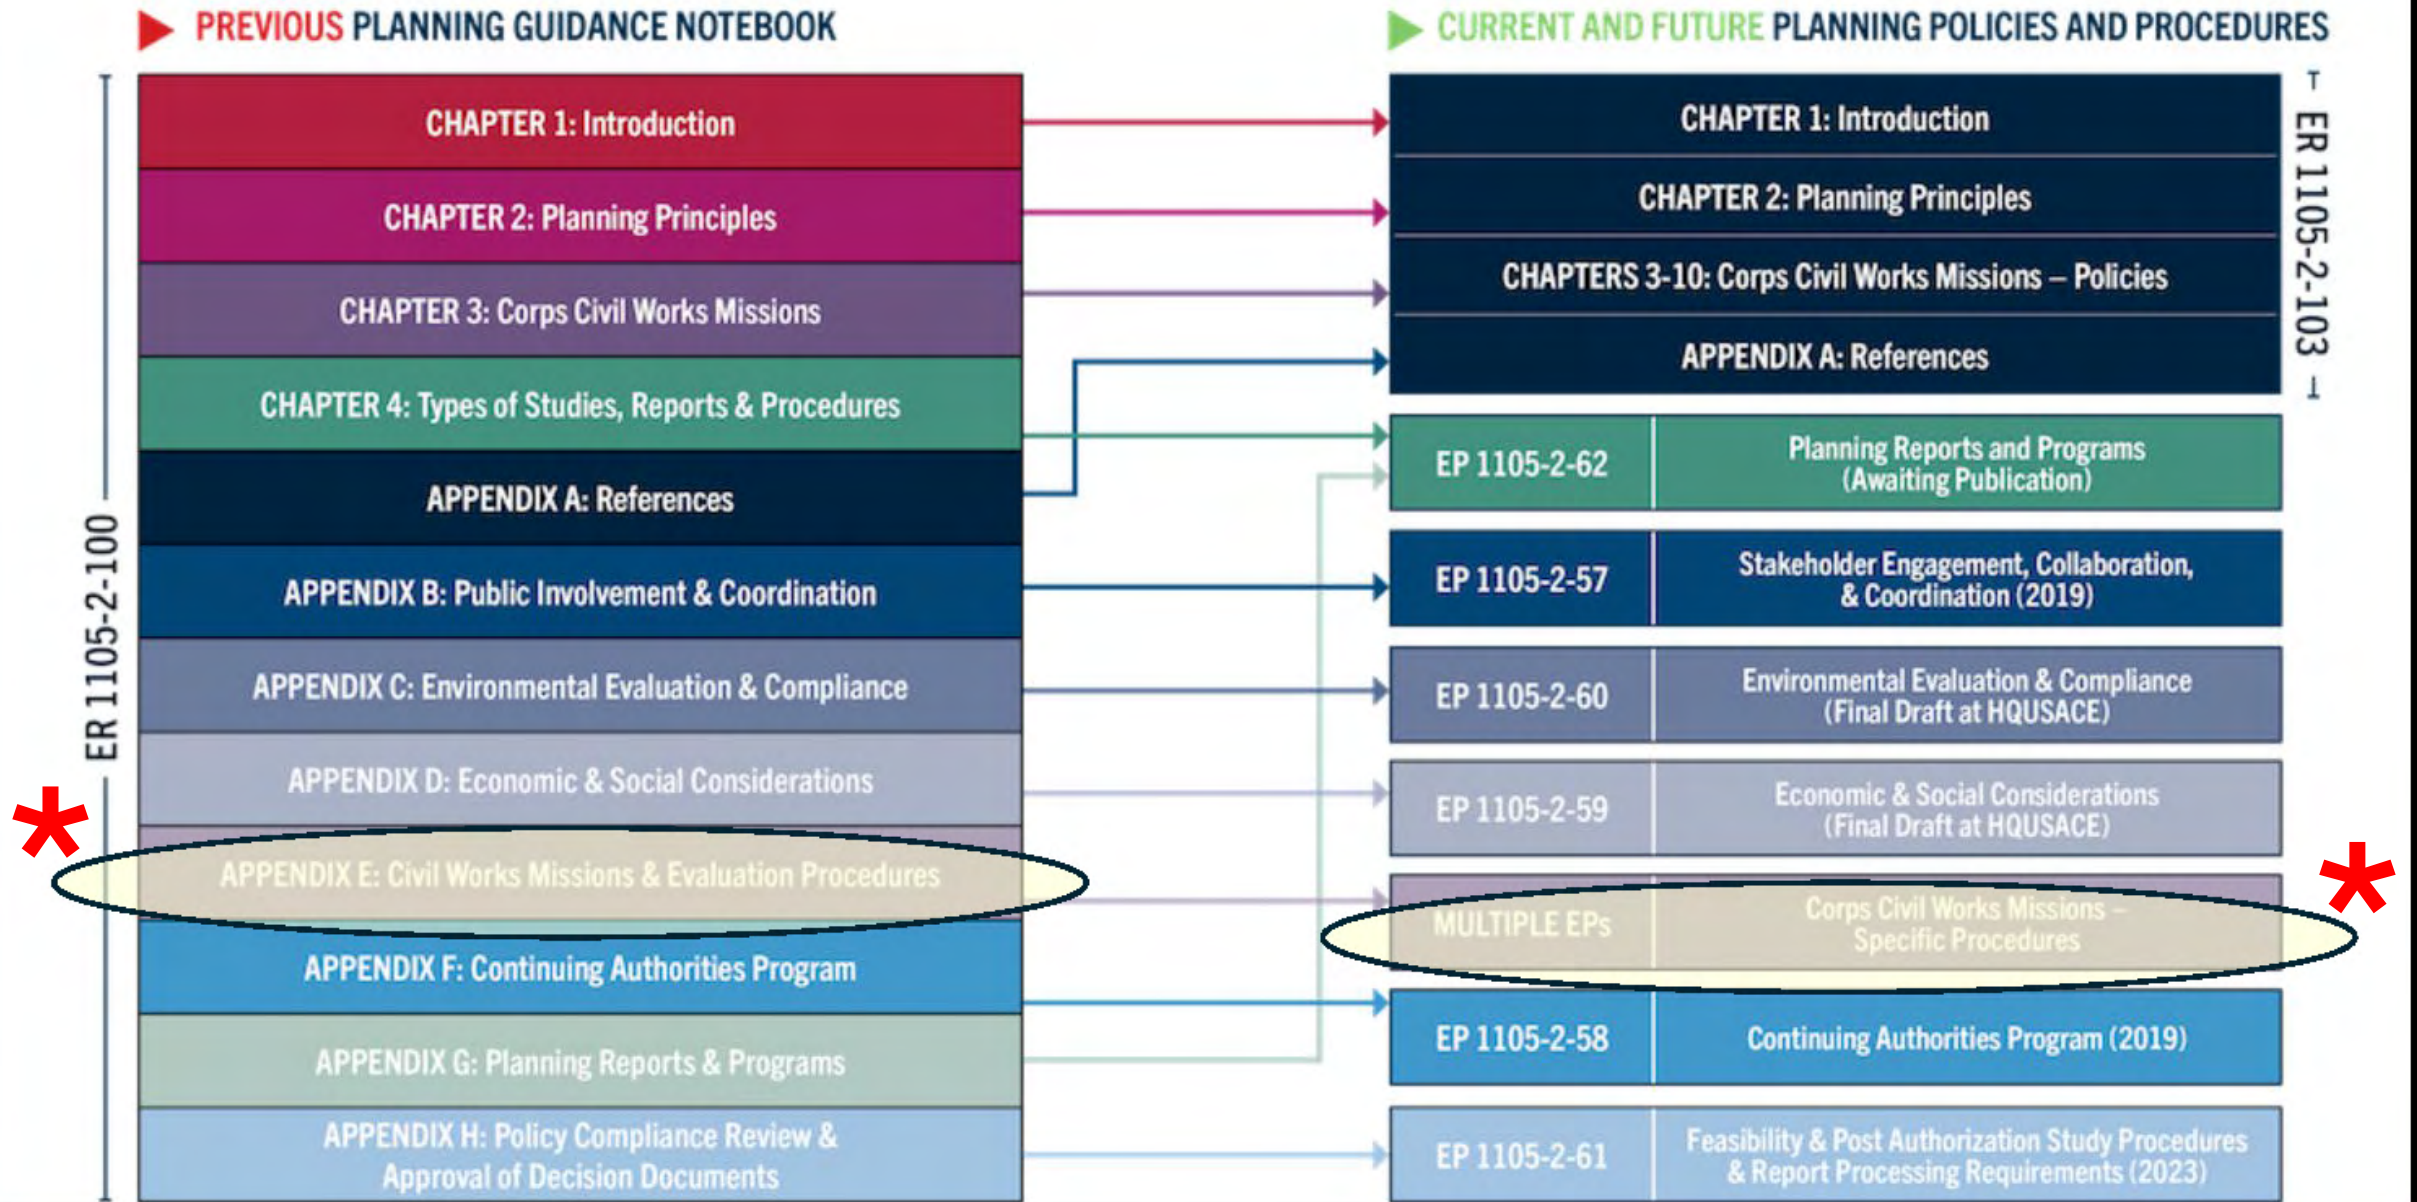 PREVIOUS PLANNING GUIDANCE NOTEBOOK
ER 1105-2-100
CHAPTER 1: Introduction
CHAPTER 2: Planning Principles
CHAPTER 3: Corps Civil Works Missions
CHAPTER 4: Types of Studies, Reports & Procedures
APPENDIX A: References
APPENDIX B: Public Involvement & Coordination
APPENDIX C: Environmental Evaluation & Compliance
APPENDIX D: Economic & Social Considerations
*
APPENDIX E: Civil Works Missions & Evaluation Procedures
APPENDIX F: Continuing Authorities Program
APPENDIX G: Planning Reports & Programs
APPENDIX H: Policy Compliance Review &
Approval of Decision Documents
CURRENT AND FUTURE PLANNING POLICIES AND PROCEDURES
CHAPTER 1: Introduction
CHAPTER 2: Planning Principles
CHAPTERS 3-10: Corps Civil Works Missions – Policies
APPENDIX A: References
ER 1105-2-103
EP 1105-2-62
Planning Reports and Programs
(Awaiting Publication)
EP 1105-2-57
Stakeholder Engagement, Collaboration,
& Coordination (2019)
EP 1105-2-60
Environmental Evaluation & Compliance
(Final Draft at HQUSACE)
EP 1105-2-59
Economic & Social Considerations
(Final Draft at HQUSACE)
MULTIPLE EPs
Corps Civil Works Missions –
Specific Procedures
*
EP 1105-2-58
Continuing Authorities Program (2019)
EP 1105-2-61
Feasibility & Post Authorization Study Procedures
& Report Processing Requirements (2023)